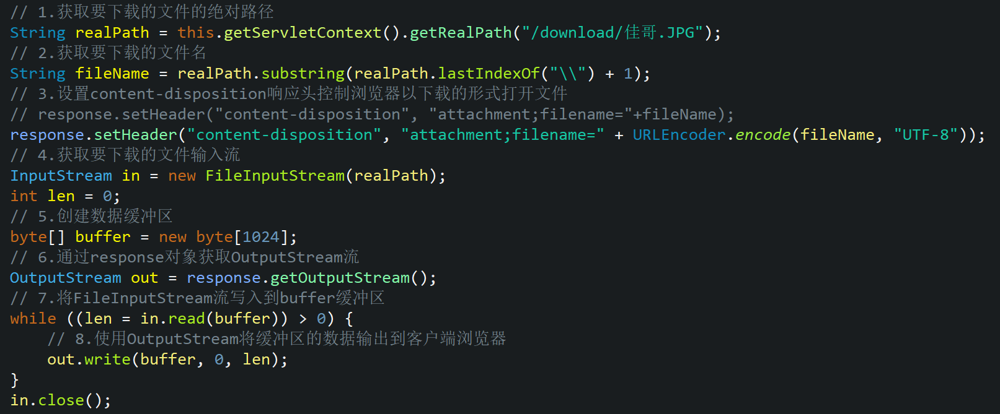 // 1.获取要下载的文件的绝对路径
String realPath = this.getServletContext().getRealPath("/download/佳哥.JPG");
// 2.获取要下载的文件名
String fileName = realPath.substring(realPath.lastIndexOf("\\") + 1);
// 3.设置content-disposition响应头控制浏览器以下载的形式打开文件
// response.setHeader("content-disposition", "attachment;filename="+fileName);
response.setHeader("content-disposition", "attachment;filename=" + URLEncoder.encode(fileName, "UTF-8"));
// 4.获取要下载的文件输入流
InputStream in = new FileInputStream(realPath);
int len = 0;
// 5.创建数据缓冲区
byte[] buffer = new byte[1024];
// 6.通过response对象获取OutputStream流
OutputStream out = response.getOutputStream();
// 7.将FileInputStream流写入到buffer缓冲区
while ((len = in.read(buffer)) > 0) {
    // 8.使用OutputStream将缓冲区的数据输出到客户端浏览器
    out.write(buffer, 0, len);
}
in.close();